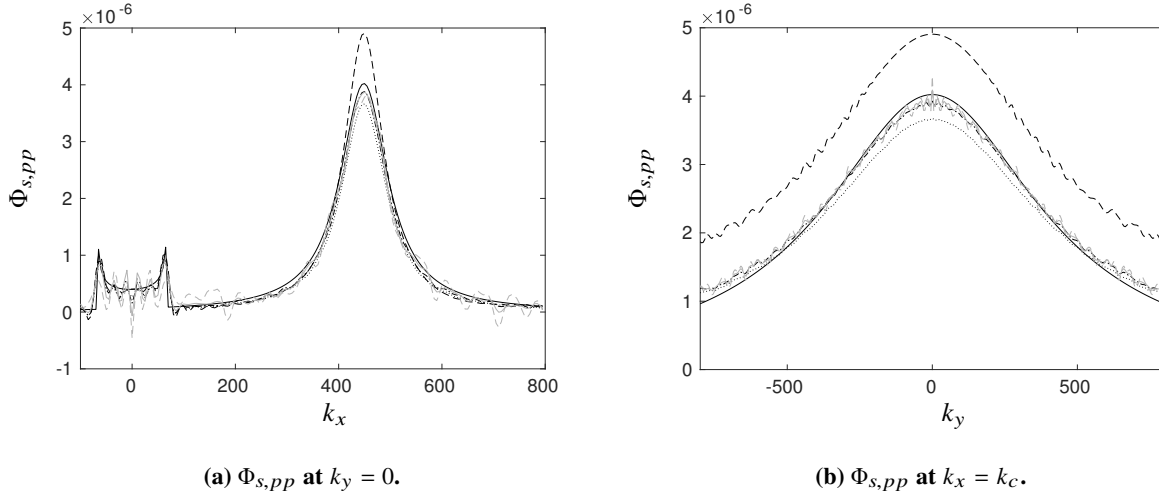 ×10⁻⁶
5
4
3
2
1
0
-1
0 200 400 600 800
Φs,pp
kx
×10⁻⁶
5
4
3
2
1
0
-500 0 500
Φs,pp
ky
(a) Φs,pp at ky = 0.
(b) Φs,pp at kx = kc.